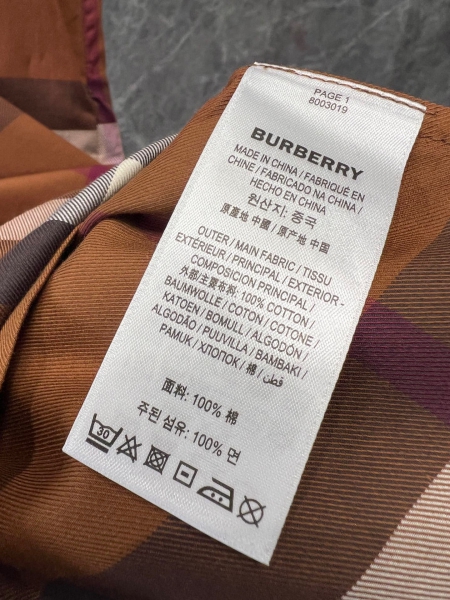 PAGE 1
8003019
BURBERRY
MADE IN CHINA / FABRIQUÉ EN
CHINE / FABRICADO NA CHINA /
HECHO EN CHINA
원산지: 중국
原產地 中國 / 原产地 中国
OUTER / MAIN FABRIC / TISSU
EXTÉRIEUR / PRINCIPAL / EXTERIOR -
COMPOSICIÓN PRINCIPAL /
外部/主要布料: 100% COTTON/
BAUMWOLLE / COTON / COTONE /
KATOEN / BOMULL / ALGODÓN /
ALGODÃO / PUUVILLA / BAMBAKI /
PAMUK / ХЛОПОК / 棉 / قطن
面料: 100% 棉
주된 섬유: 100% 면
30